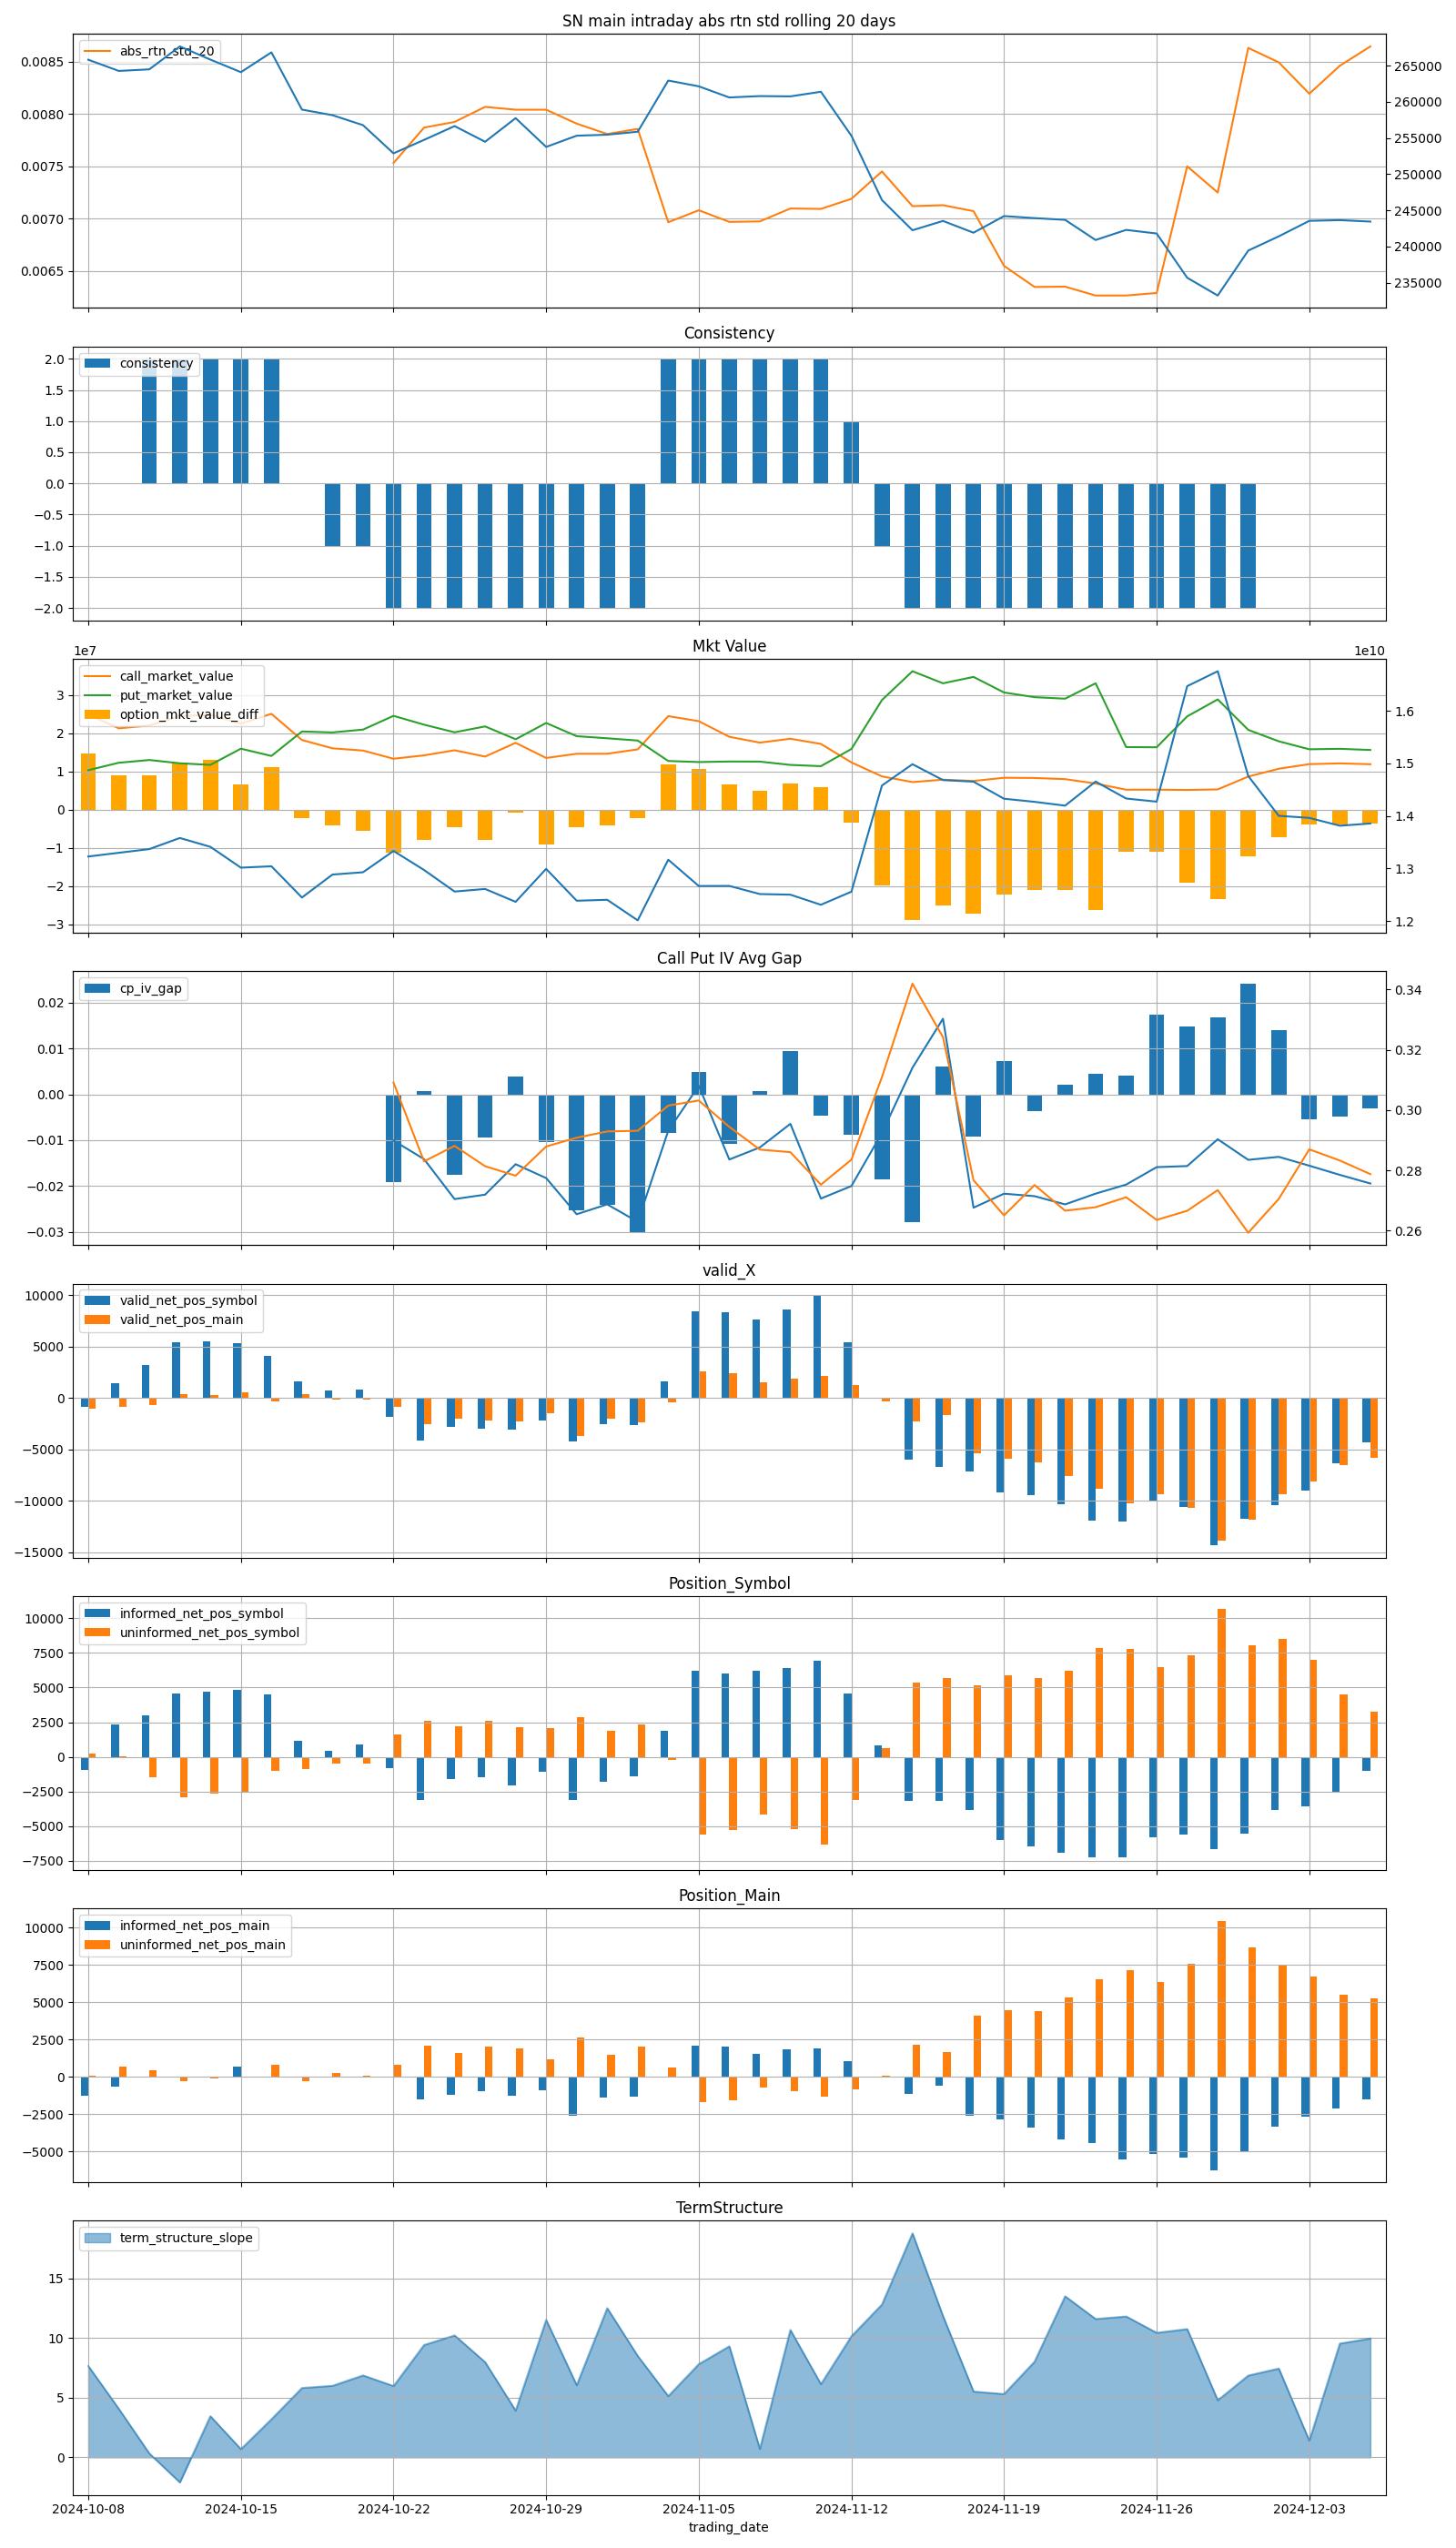 SN main intraday abs rtn std rolling 20 days
abs_rtn_std_20
0.0085
0.0080
0.0075
0.0070
0.0065
265000
260000
255000
250000
245000
240000
235000
Consistency
consistency
2.0
1.5
1.0
0.5
0.0
−0.5
−1.0
−1.5
−2.0
Mkt Value
1e7
1e10
call_market_value
put_market_value
option_mkt_value_diff
3
2
1
0
−1
−2
−3
1.6
1.5
1.4
1.3
1.2
Call Put IV Avg Gap
cp_iv_gap
0.02
0.01
0.00
−0.01
−0.02
−0.03
0.34
0.32
0.30
0.28
0.26
valid_X
valid_net_pos_symbol
valid_net_pos_main
10000
5000
0
−5000
−10000
−15000
Position_Symbol
informed_net_pos_symbol
uninformed_net_pos_symbol
10000
7500
5000
2500
0
−2500
−5000
−7500
Position_Main
informed_net_pos_main
uninformed_net_pos_main
10000
7500
5000
2500
0
−2500
−5000
TermStructure
term_structure_slope
15
10
5
0
2024-10-08 2024-10-15 2024-10-22 2024-10-29 2024-11-05 2024-11-12 2024-11-19 2024-11-26 2024-12-03
trading_date